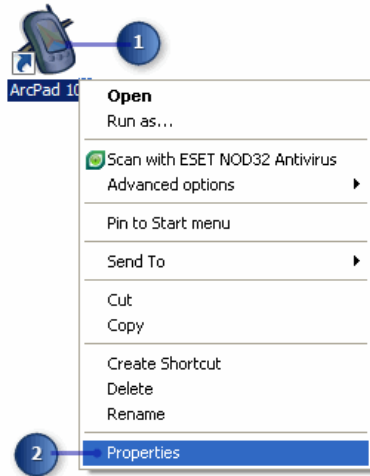 1
ArcPad 10
Open
Run as...
Scan with ESET NOD32 Antivirus
Advanced options
Pin to Start menu
Send To
Cut
Copy
Create Shortcut
Delete
Rename
2
Properties